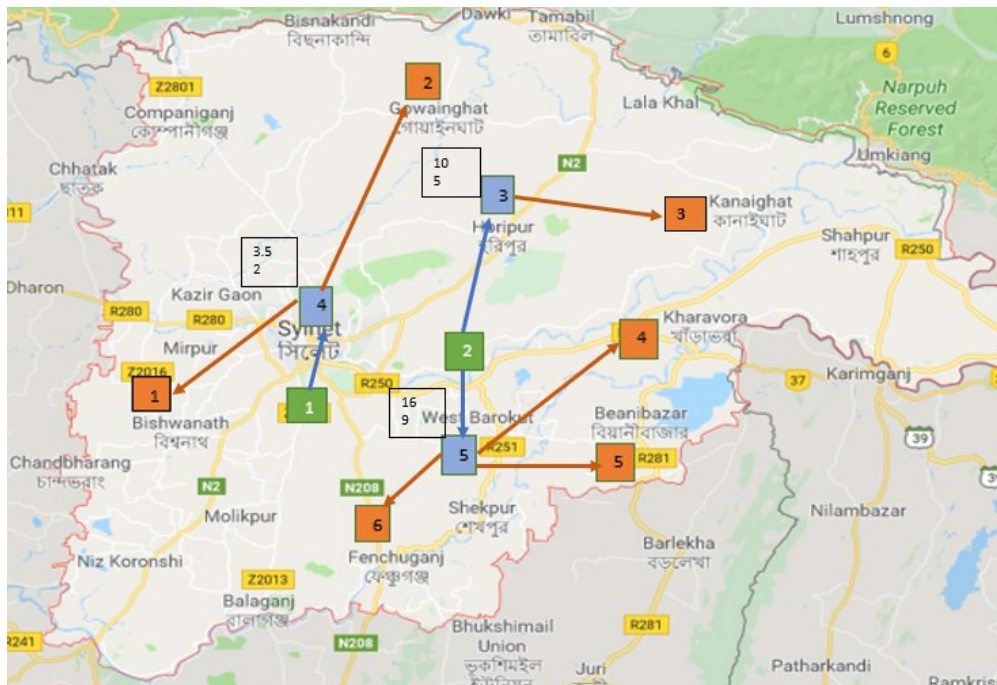 Bisnakandi
বিছনাকান্দি
Dawki
Tamabil
তামাবিল
Lumshnong
6
Z2801
Companiganj
কোম্পানীগঞ্জ
2
Gowainghat
গোয়াইনঘাট
Lala Khal
Narpuh
Reserved
Forest
Umkiang
Chhatak
ছাতক
10
5
N2
3
3
Kanaighat
কানাইঘাট
Haripur
হরিপুর
Shahpur
শাহপুর
R250
3.5
2
Dharon
Kazir Gaon
4
R280
R280
Sylhet
সিলেট
Mirpur
Kharavora
খাঁড়াভরা
4
2
Z2016
1
Bishwanath
বিশ্বনাথ
1
R250
16
9
West Barokut
Beanibazar
বিয়ানীবাজার
37
Karimganj
39
Chandbharang
চান্দভরাং
5
R251
5
R281
N2
N208
Molikpur
6
Shekpur
শেখপুর
Nilambazar
Niz Koronshi
Fenchuganj
ফেঞ্চুগঞ্জ
Barlekha
বড়লেখা
Z2013
Balaganj
বালাগঞ্জ
R241
N208
Bhukshimail
Union
ভূকশিমইল
R281
Juri
Patharkandi